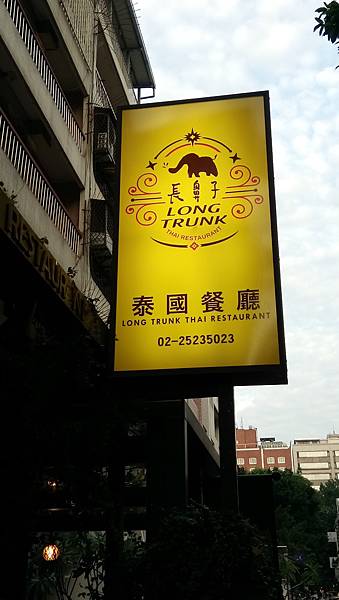 長鼻子
LONG
TRUNK
THAI RESTAURANT
泰國餐廳
LONG TRUNK THAI RESTAURANT
02-25235023